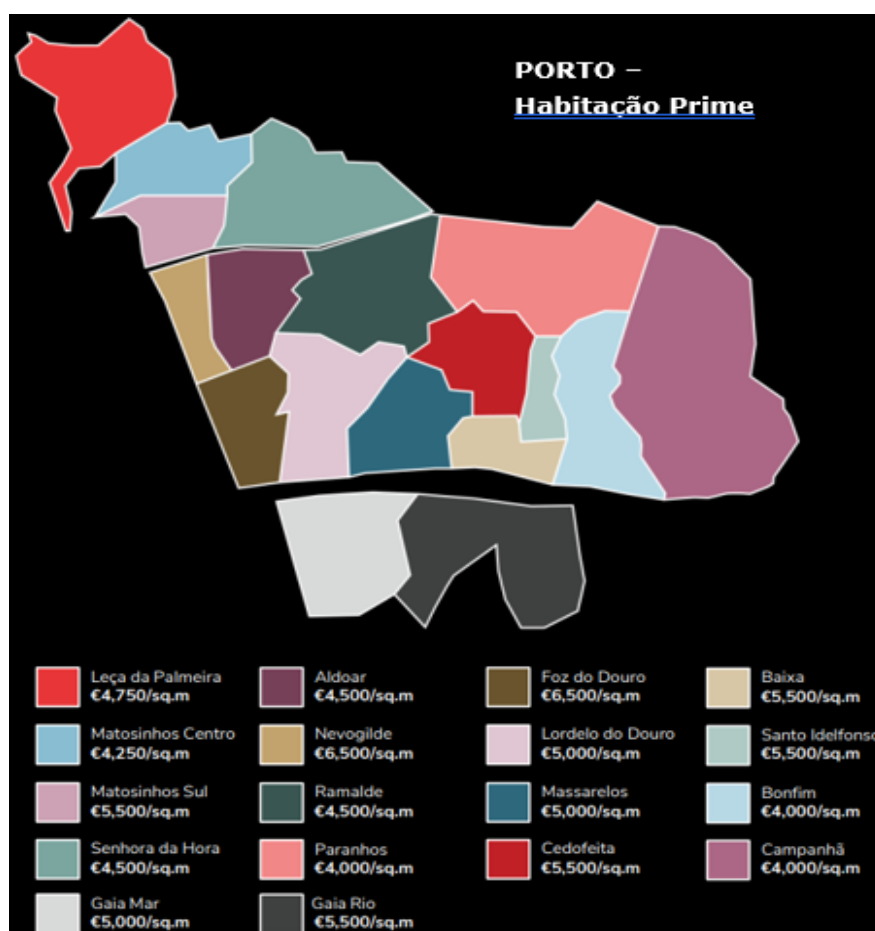 PORTO –
Habitação Prime
Leça da Palmeira
€4,750/sq.m
Aldoar
€4,500/sq.m
Foz do Douro
€6,500/sq.m
Baixa
€5,500/sq.m
Matosinhos Centro
€4,250/sq.m
Nevogilde
€6,500/sq.m
Lordelo do Douro
€5,000/sq.m
Santo Idelfonso
€5,500/sq.m
Matosinhos Sul
€5,500/sq.m
Ramalde
€4,500/sq.m
Massarelos
€5,000/sq.m
Bonfim
€4,000/sq.m
Senhora da Hora
€4,500/sq.m
Paranhos
€4,000/sq.m
Cedofeita
€5,500/sq.m
Campanhã
€4,000/sq.m
Gaia Mar
€5,000/sq.m
Gaia Rio
€5,500/sq.m